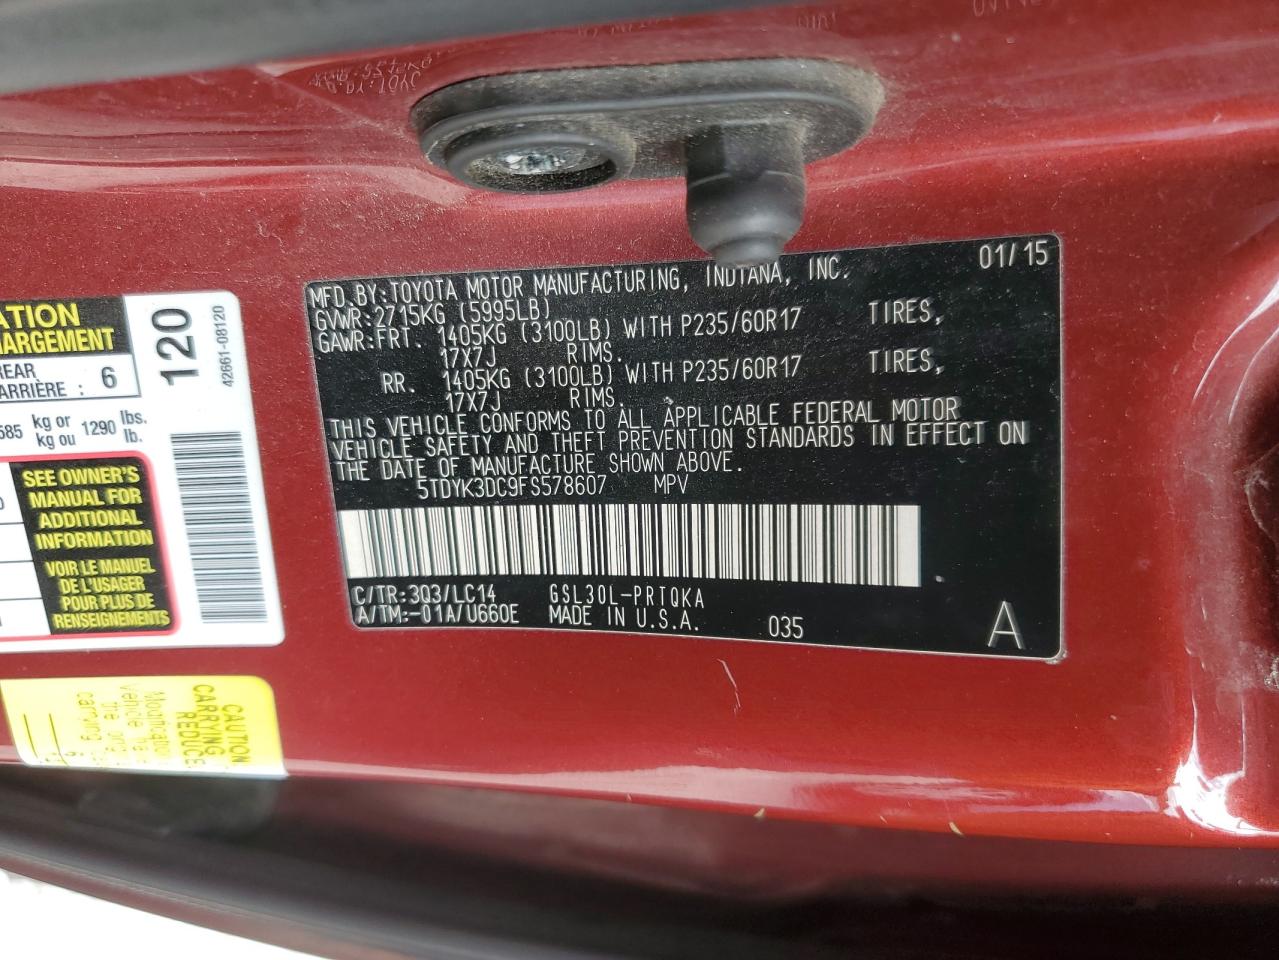 01/15
MFD.BY:TOYOTA MOTOR MANUFACTURING, INDIANA, INC.
GVWR:2715KG (5995LB)
GAWR:FRT. 1405KG (3100LB) WITH P235/60R17 TIRES,
17X7J RIMS.
RR. 1405KG (3100LB) WITH P235/60R17 TIRES,
17X7J RIMS.
THIS VEHICLE CONFORMS TO ALL APPLICABLE FEDERAL MOTOR
VEHICLE SAFETY AND THEFT PREVENTION STANDARDS IN EFFECT ON
THE DATE OF MANUFACTURE SHOWN ABOVE.
5TDYK3DC9FS578607 MPV
C/TR:3Q3/LC14 GSL30L-PRTQKA
A/TM:-01A/U660E MADE IN U.S.A. 035
A
REAR
: 6
585 kg or 1290 lbs.
kg ou lb.
120
42661-08120
SEE OWNER'S
MANUAL FOR
ADDITIONAL
INFORMATION
VOIR LE MANUEL
DE L'USAGER
POUR PLUS DE
RENSEIGNEMENTS
CAUTION
CARRYING
REDUCE